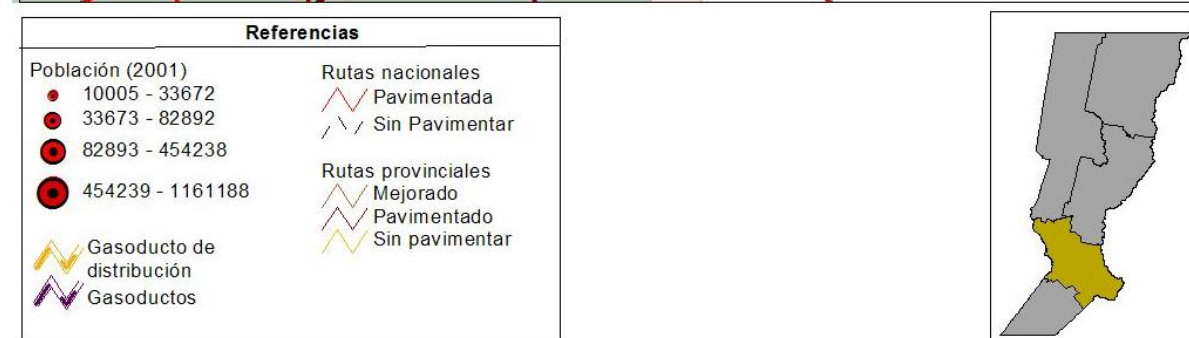 Referencias
Población (2001)
10005 - 33672
33673 - 82892
82893 - 454238
454239 - 1161188
Gasoducto de
distribución
Gasoductos
Rutas nacionales
Pavimentada
Sin Pavimentar
Rutas provinciales
Mejorado
Pavimentado
Sin pavimentar